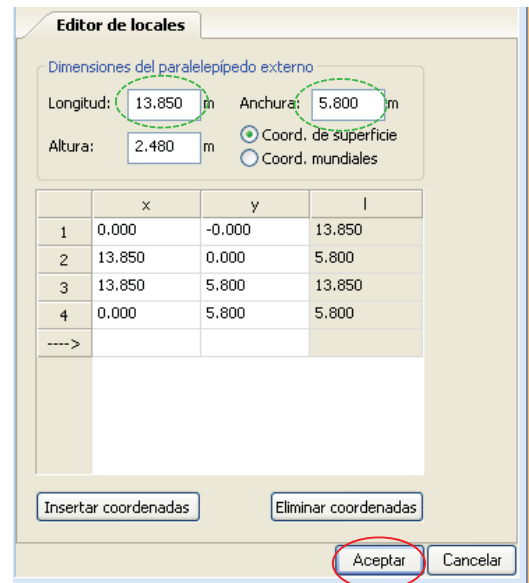 Editor de locales
Dimensiones del paralelepípedo externo
Longitud: 13.850 m Anchura: 5.800 m
Altura: 2.480 m Coord. de superficie
Coord. mundiales
x y l
1 0.000 -0.000 13.850
2 13.850 0.000 5.800
3 13.850 5.800 13.850
4 0.000 5.800 5.800
---->
Insertar coordenadas Eliminar coordenadas
Aceptar Cancelar